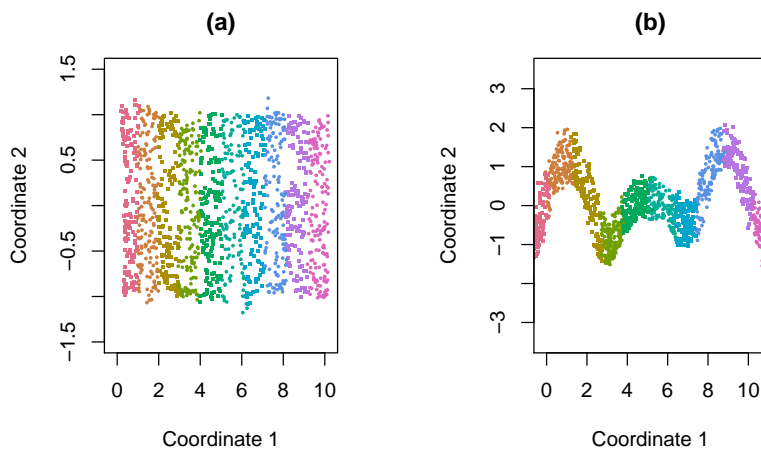 (a)
(b)
1.5
0.5
−0.5
−1.5
Coordinate 2
0 2 4 6 8 10
Coordinate 1
3
2
1
0
−1
−3
Coordinate 2
0 2 4 6 8 10
Coordinate 1